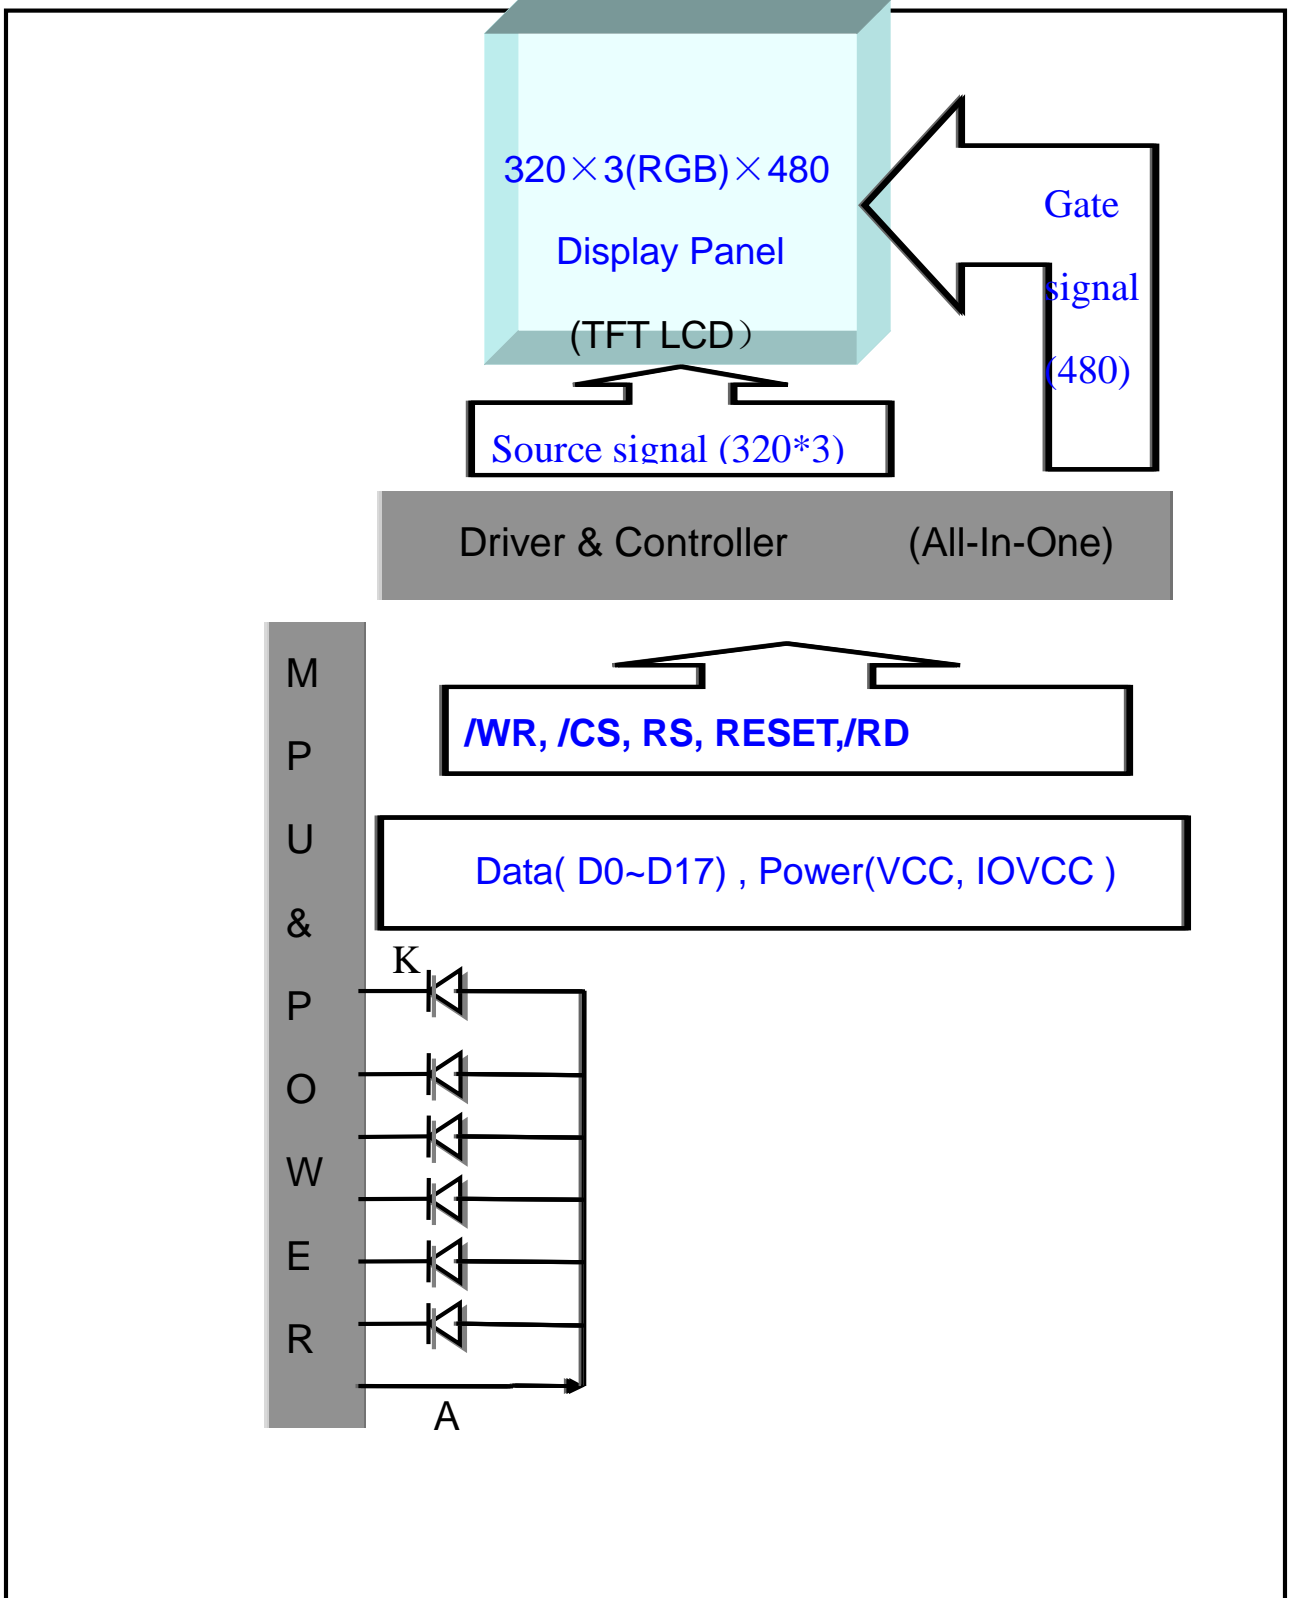 320×3(RGB)×480
Display Panel
(TFT LCD）
Gate
signal
(480)
Source signal (320*3)
Driver & Controller (All-In-One)
M
P
U
&
P
O
W
E
R
/WR, /CS, RS, RESET,/RD
Data( D0~D17) , Power(VCC, IOVCC )
K
A